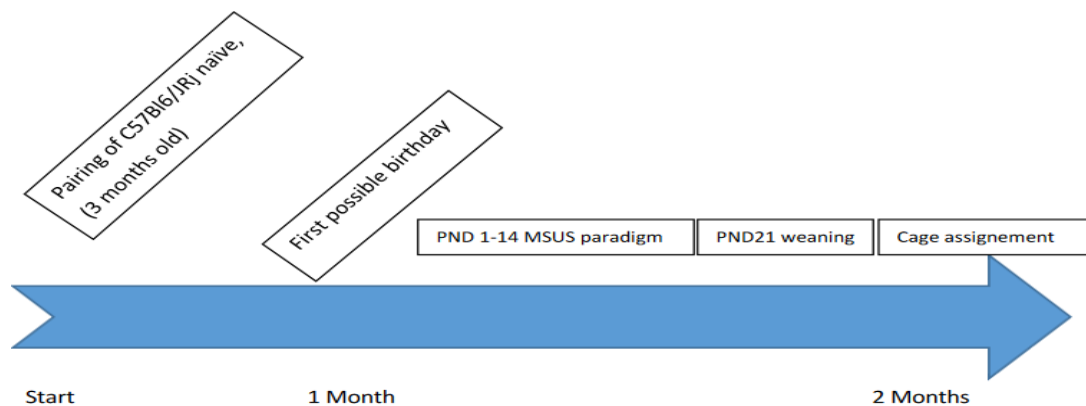 Pairing of C57Bl6/JRj naïve,
(3 months old)
First possible birthday
PND 1-14 MSUS paradigm
PND21 weaning
Cage assignement
Start
1 Month
2 Months